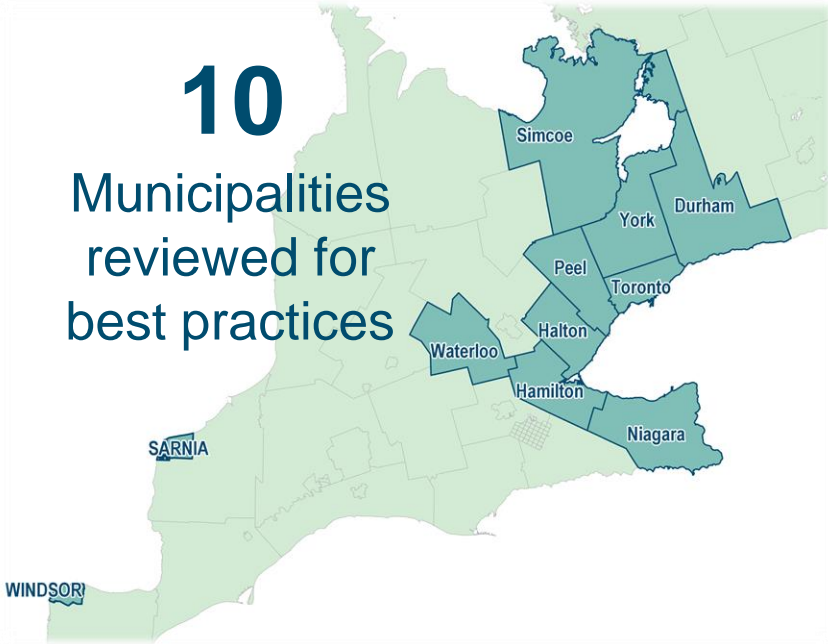 10
Municipalities
reviewed for
best practices
Simcoe
Durham
York
Peel
Toronto
Halton
Waterloo
Hamilton
Niagara
SARNIA
WINDSOR